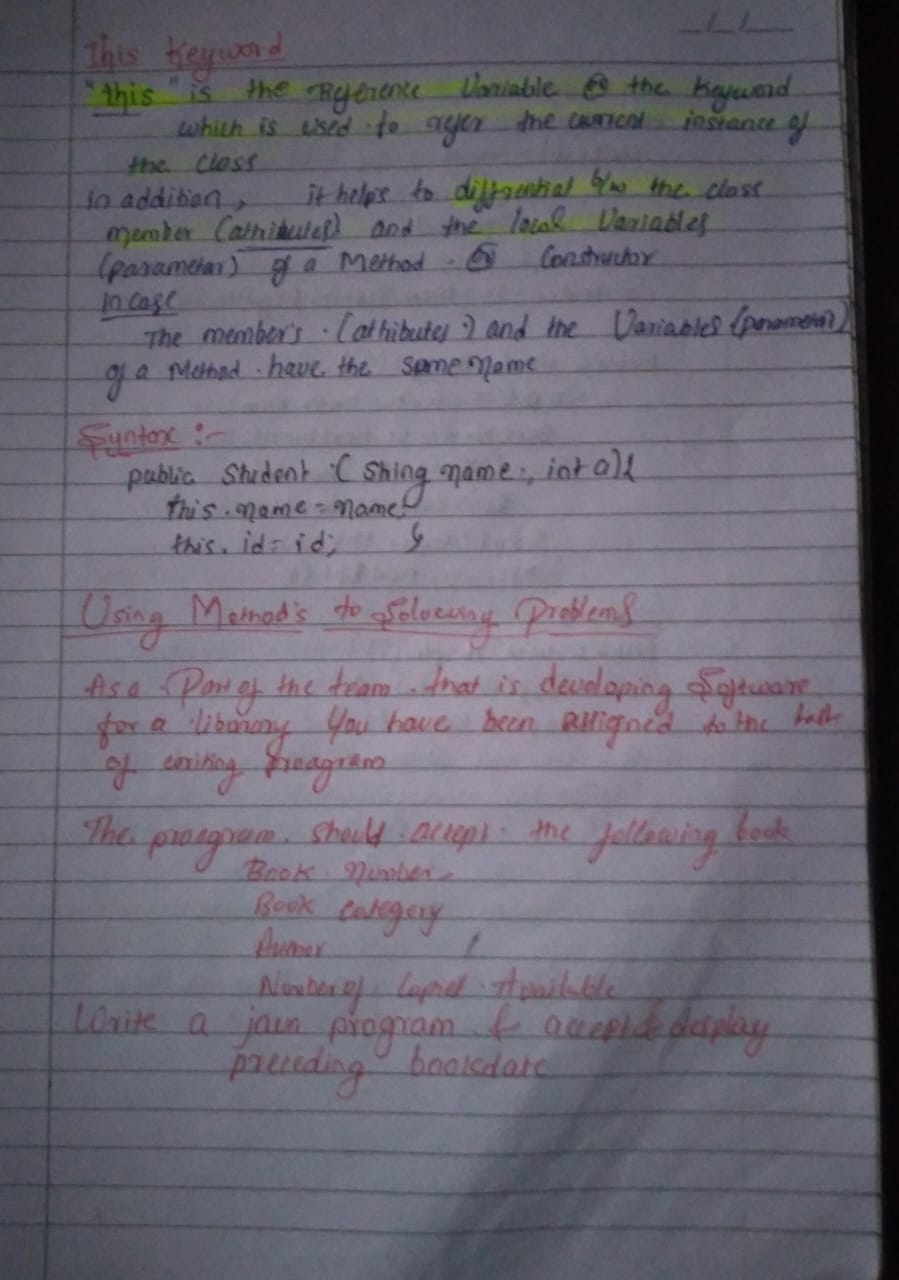 This Keyword
"this" is the Reference Variable or the keyword
which is used to refer the current instance of
the class
in addition, it helps to diffrential b/w the class
member (attributes) and the local Variables
(parameter) of a Method or Constructor
in case
The member's (attributes) and the Variables (parameter)
of a Method have the same name
Syntax :-
public Student (String name, int a) {
this.name = name;
this. id = id; }
Using Method's to Solveing Problems
As a Part of the team that is developing Software
for a library You have been assigned to the task
of writing program
The program should accept the following book
Book Number
Book Category
Author
Number of Copies Available
Write a java program & accept & display
preceding bookdate